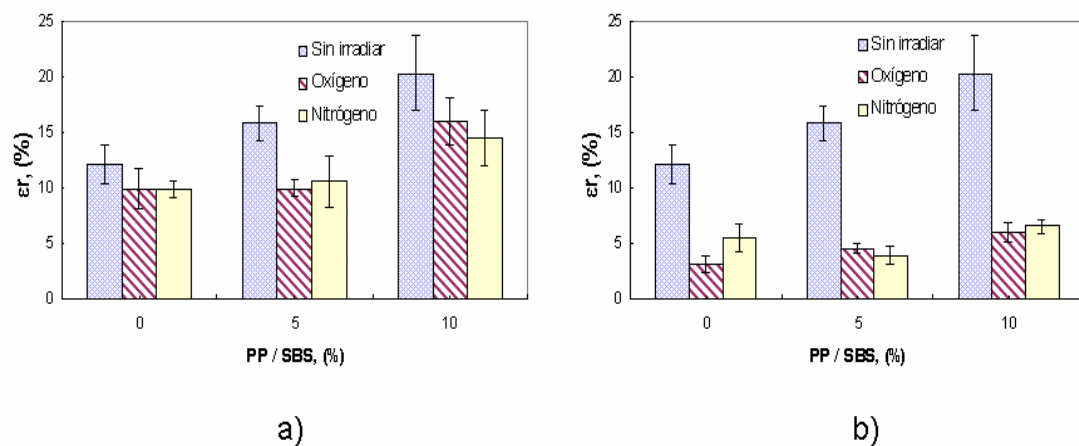 25
20
15
10
5
0
εr, (%)
Sin irradiar
Oxígeno
Nitrógeno
0 5 10
PP / SBS, (%)
a)
25
20
15
10
5
0
εr, (%)
Sin irradiar
Oxígeno
Nitrógeno
0 5 10
PP / SBS, (%)
b)